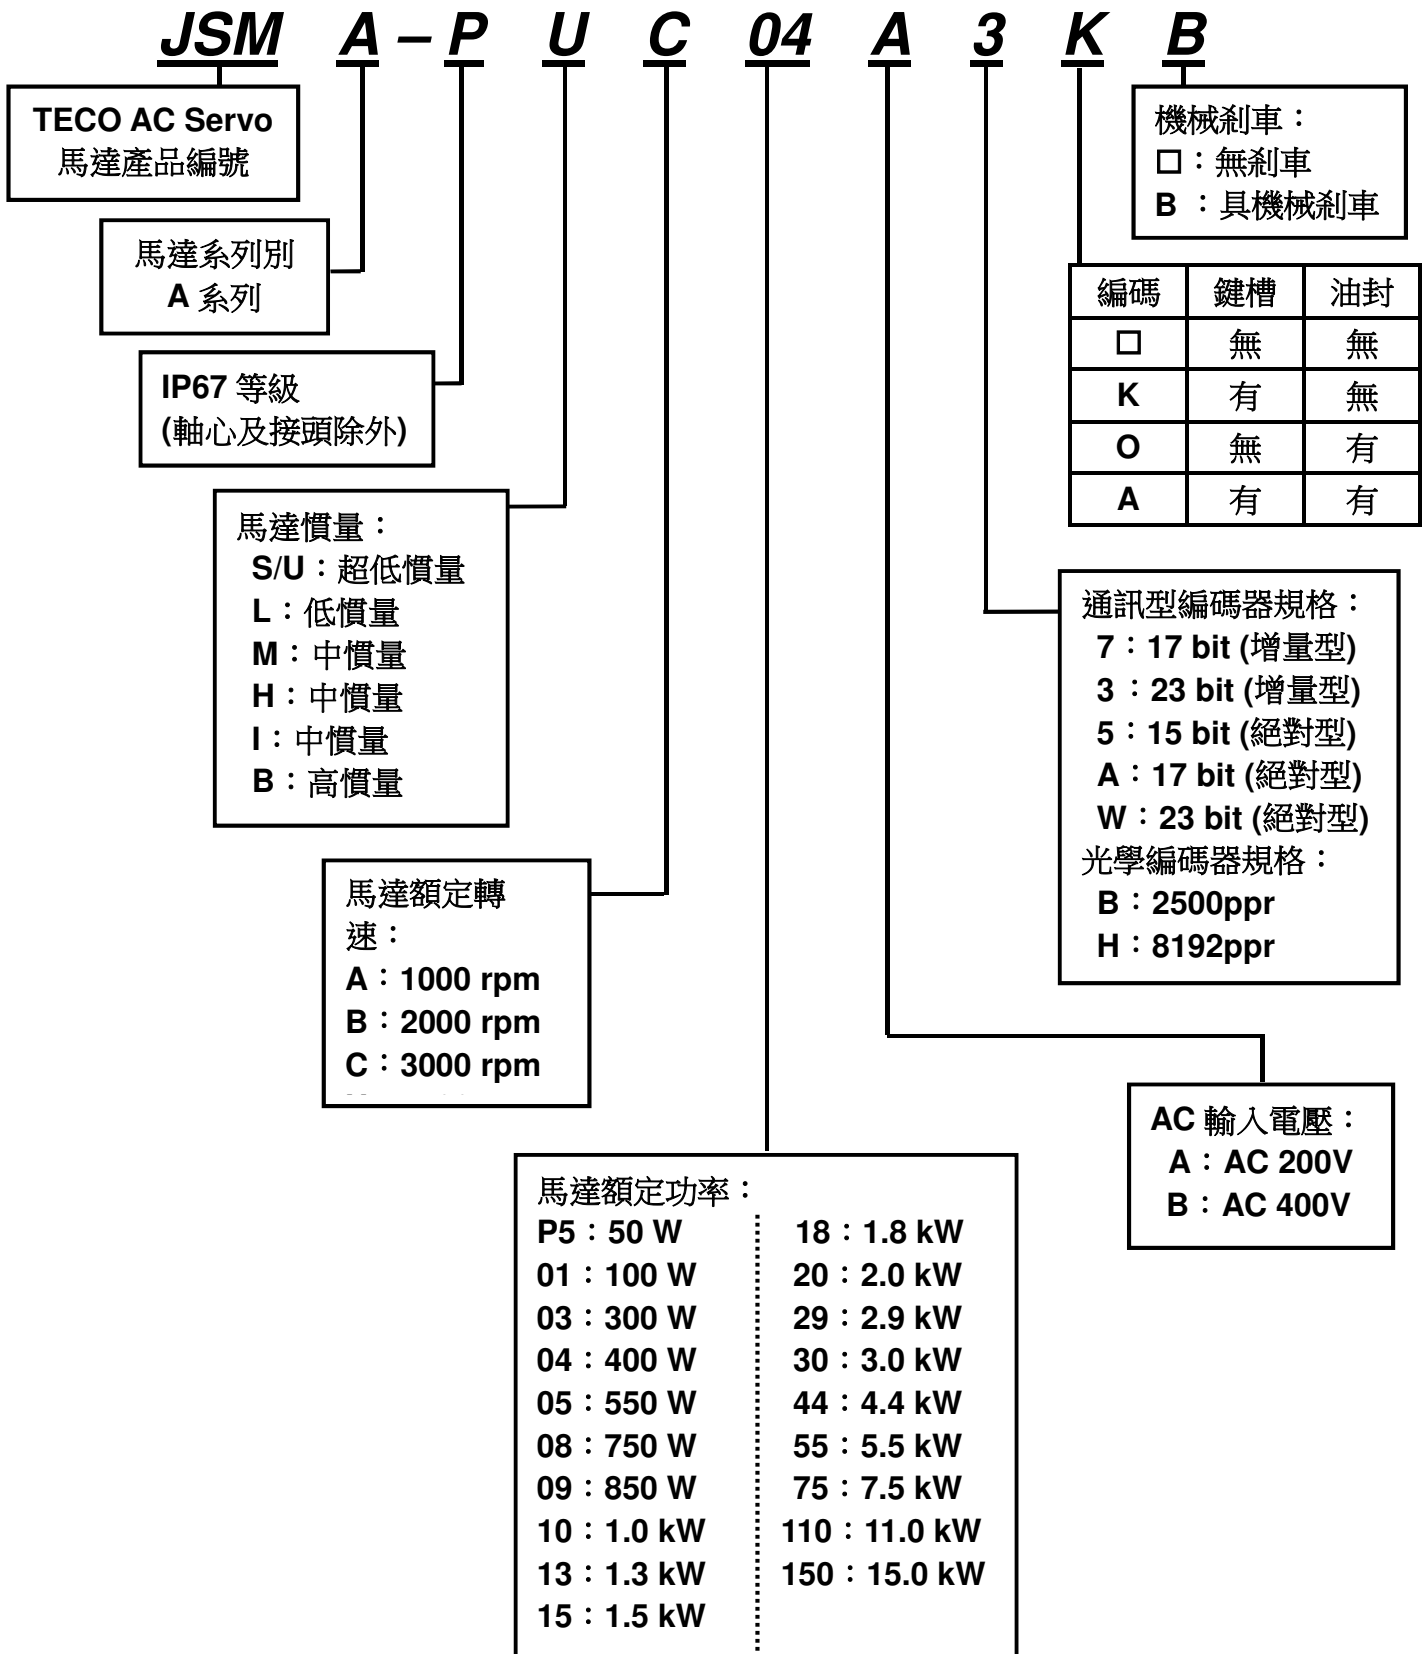 JSM A – P U C 04 A 3 K B
TECO AC Servo
馬達產品編號
機械剎車：
□：無剎車
B ：具機械剎車
馬達系列別
A 系列
編碼 鍵槽 油封
□ 無 無
K 有 無
O 無 有
A 有 有
IP67 等級
(軸心及接頭除外)
馬達慣量：
S/U：超低慣量
L：低慣量
M：中慣量
H：中慣量
I：中慣量
B：高慣量
通訊型編碼器規格：
7：17 bit (增量型)
3：23 bit (增量型)
5：15 bit (絕對型)
A：17 bit (絕對型)
W：23 bit (絕對型)
光學編碼器規格：
B：2500ppr
H：8192ppr
馬達額定轉
速：
A：1000 rpm
B：2000 rpm
C：3000 rpm
AC 輸入電壓：
A：AC 200V
B：AC 400V
馬達額定功率：
P5：50 W
01：100 W
03：300 W
04：400 W
05：550 W
08：750 W
09：850 W
10：1.0 kW
13：1.3 kW
15：1.5 kW
18：1.8 kW
20：2.0 kW
29：2.9 kW
30：3.0 kW
44：4.4 kW
55：5.5 kW
75：7.5 kW
110：11.0 kW
150：15.0 kW